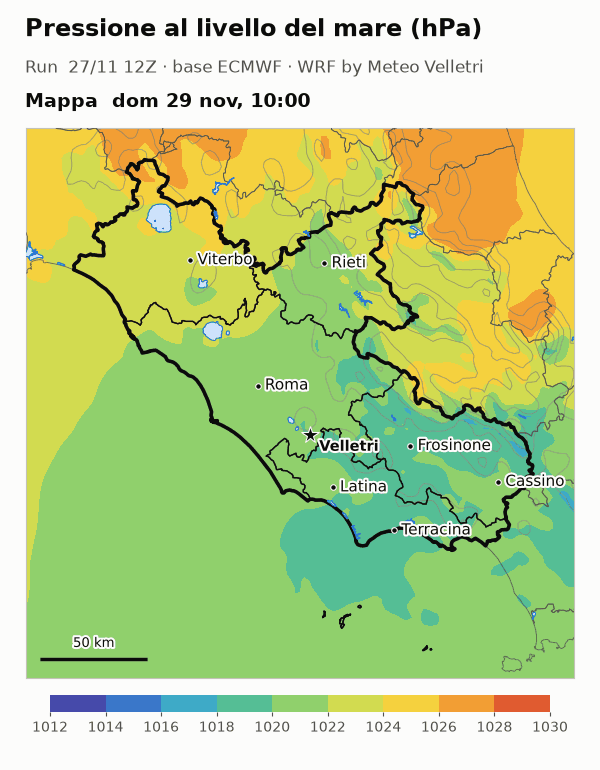 Pressione al livello del mare (hPa)
Run  27/11 12Z · base ECMWF · WRF by Meteo Velletri
Mappa  dom 29 nov, 10:00
Viterbo
Rieti
Roma
Velletri
Frosinone
Cassino
Latina
Terracina
50 km
1012 1014 1016 1018 1020 1022 1024 1026 1028 1030